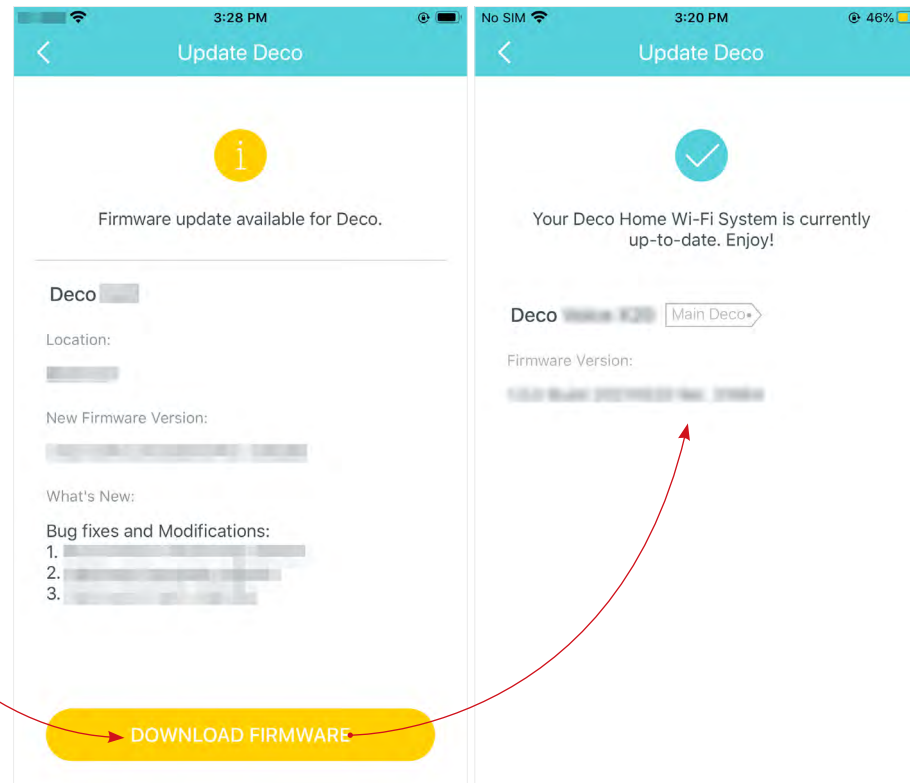 3:28 PM
Update Deco
Firmware update available for Deco.
Deco
Location:
New Firmware Version:
What's New:
Bug fixes and Modifications:
1.
2.
3.
DOWNLOAD FIRMWARE
No SIM 3:20 PM 46%
Update Deco
Your Deco Home Wi-Fi System is currently
up-to-date. Enjoy!
Deco Main Deco
Firmware Version: